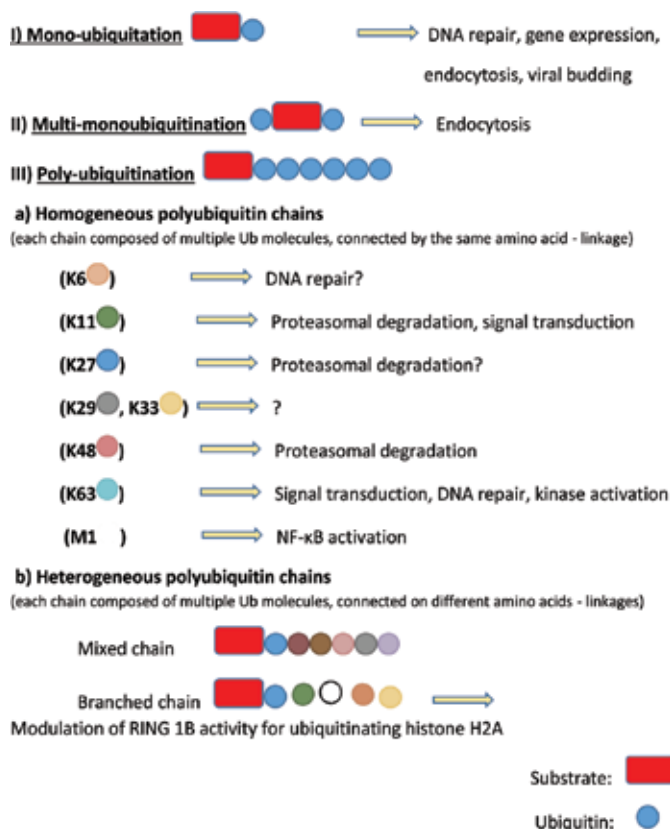 I) Mono-ubiquitation DNA repair, gene expression,
endocytosis, viral budding
II) Multi-monoubiquitination Endocytosis
III) Poly-ubiquitination
a) Homogeneous polyubiquitin chains
(each chain composed of multiple Ub molecules, connected by the same amino acid - linkage)
(K6 ) DNA repair?
(K11 ) Proteasomal degradation, signal transduction
(K27 ) Proteasomal degradation?
(K29 , K33 ) ?
(K48 ) Proteasomal degradation
(K63 ) Signal transduction, DNA repair, kinase activation
(M1 ) NF-κB activation
b) Heterogeneous polyubiquitin chains
(each chain composed of multiple Ub molecules, connected on different amino acids - linkages)
Mixed chain
Branched chain
Modulation of RING 1B activity for ubiquitinating histone H2A
Substrate:
Ubiquitin: